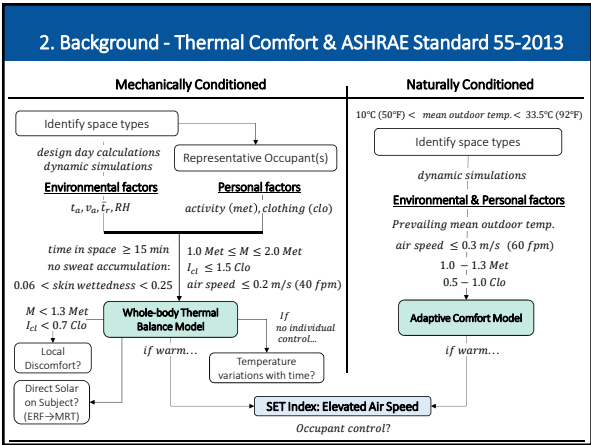 2. Background - Thermal Comfort & ASHRAE Standard 55-2013
Mechanically Conditioned
Identify space types
design day calculations
dynamic simulations
Representative Occupant(s)
Environmental factors
t_a, v_a, t̄_r, RH
Personal factors
activity (met), clothing (clo)
time in space ≥ 15 min
no sweat accumulation:
0.06 < skin wettedness < 0.25
1.0 Met ≤ M ≤ 2.0 Met
I_cl ≤ 1.5 Clo
air speed ≤ 0.2 m/s (40 fpm)
M < 1.3 Met
I_cl < 0.7 Clo
Whole-body Thermal
Balance Model
If
no individual
control...
Local
Discomfort?
if warm...
Temperature
variations with time?
Direct Solar
on Subject?
(ERF→MRT)
Naturally Conditioned
10°C (50°F) < mean outdoor temp. < 33.5°C (92°F)
Identify space types
dynamic simulations
Environmental & Personal factors
Prevailing mean outdoor temp.
air speed ≤ 0.3 m/s (60 fpm)
1.0 − 1.3 Met
0.5 − 1.0 Clo
Adaptive Comfort Model
if warm...
SET Index: Elevated Air Speed
Occupant control?